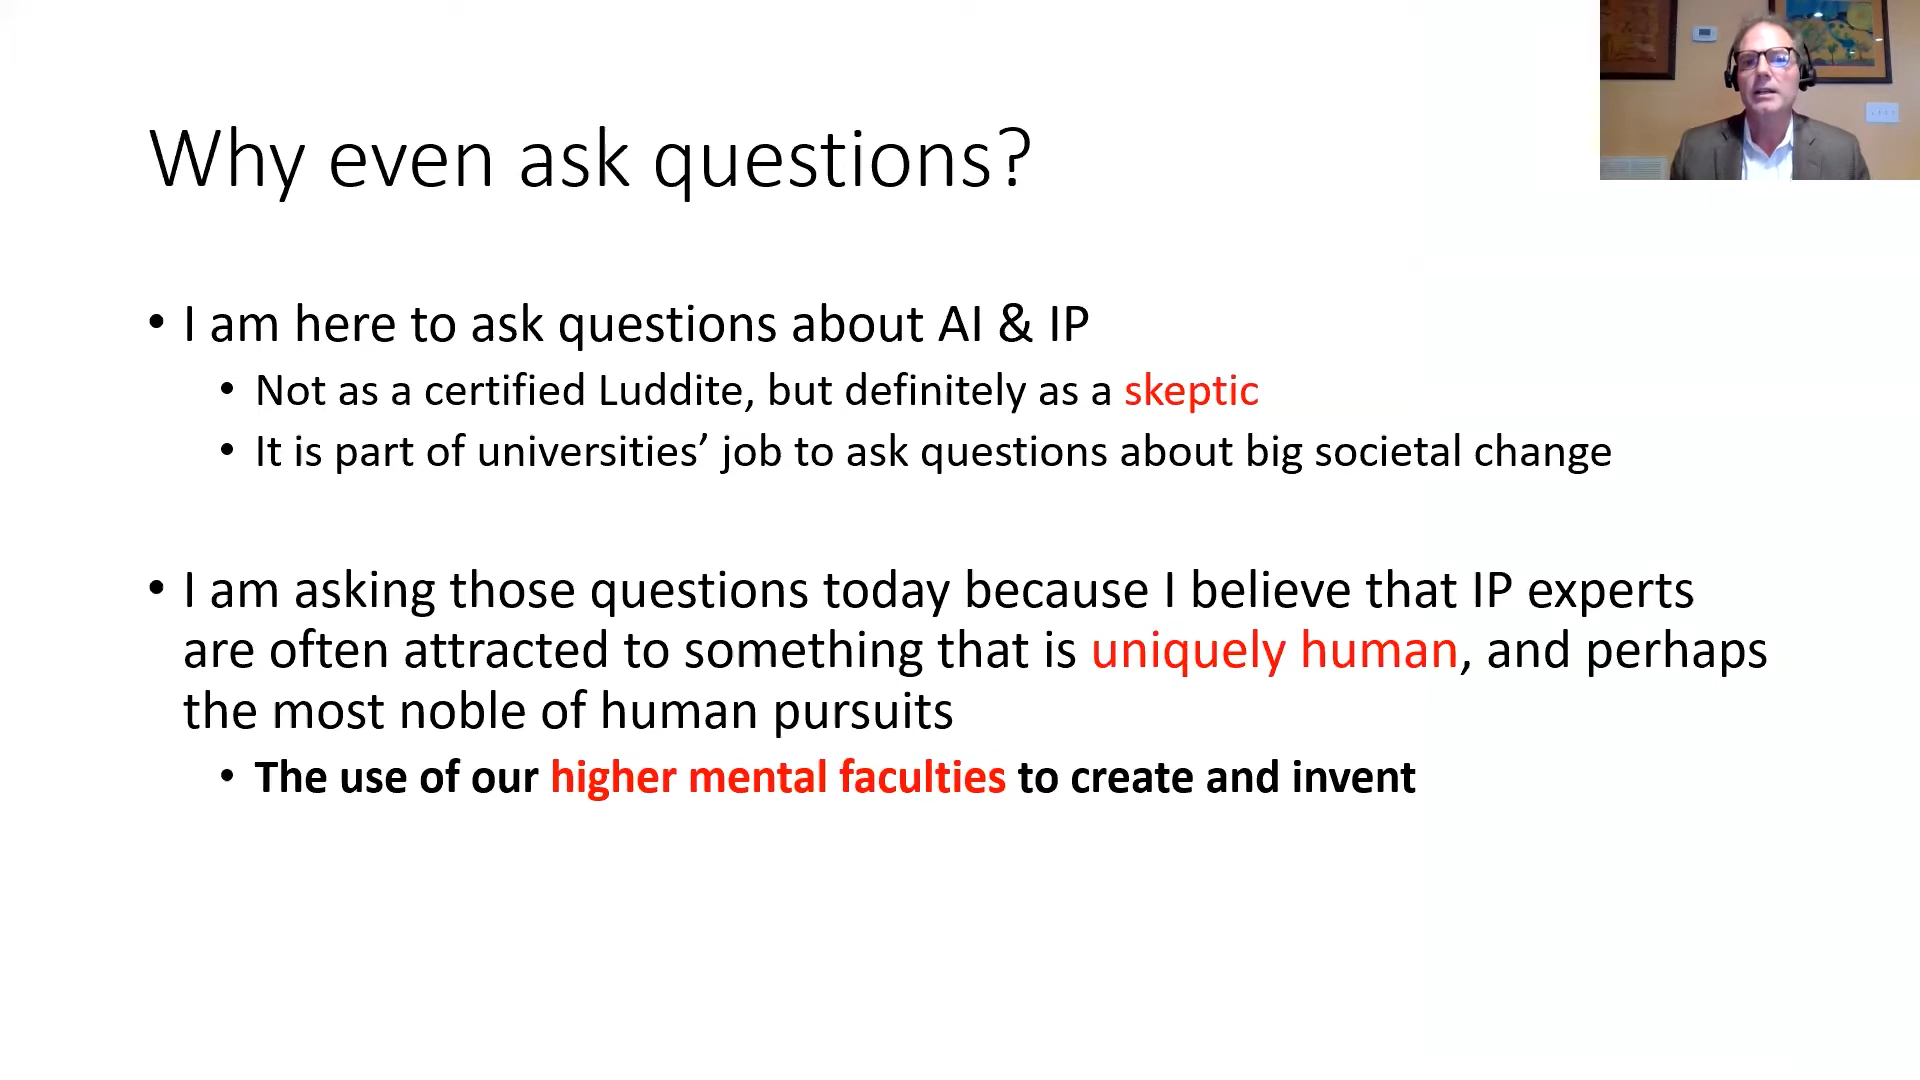 Why even ask questions?
• I am here to ask questions about AI & IP
• Not as a certified Luddite, but definitely as a skeptic
• It is part of universities’ job to ask questions about big societal change
• I am asking those questions today because I believe that IP experts
are often attracted to something that is uniquely human, and perhaps
the most noble of human pursuits
• The use of our higher mental faculties to create and invent